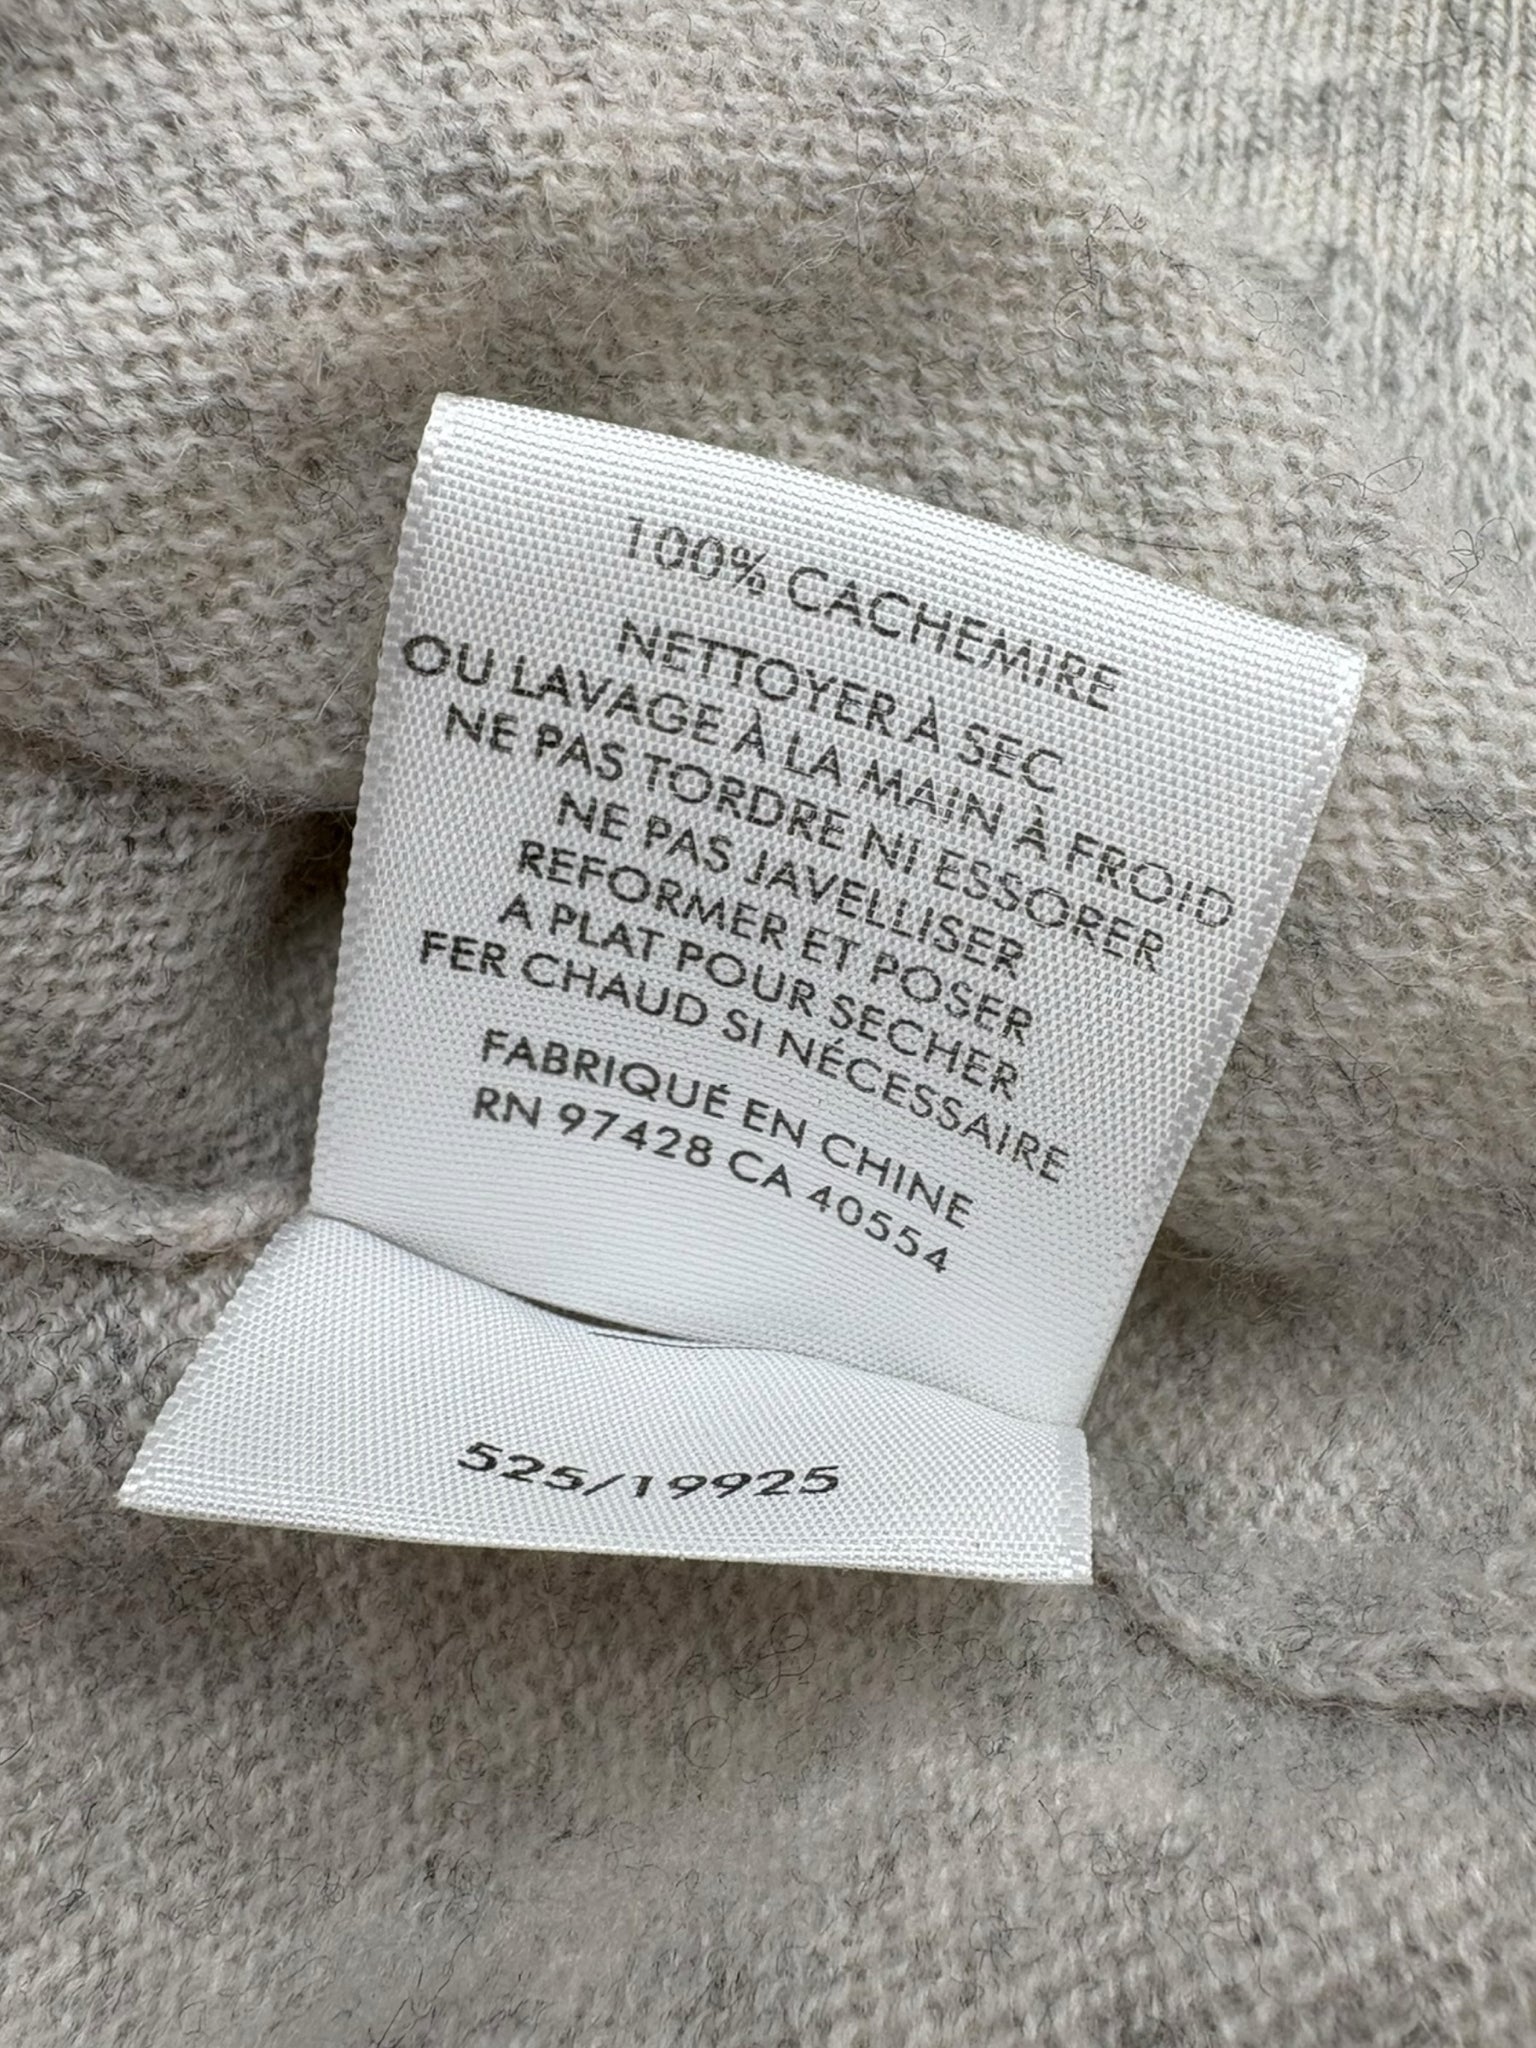 100% CACHEMIRE
NETTOYER À SEC
OU LAVAGE À LA MAIN À FROID
NE PAS TORDRE NI ESSORER
NE PAS JAVELLISER
REFORMER ET POSER
A PLAT POUR SECHER
FER CHAUD SI NÉCESSAIRE
FABRIQUÉ EN CHINE
RN 97428 CA 40554
525/19925